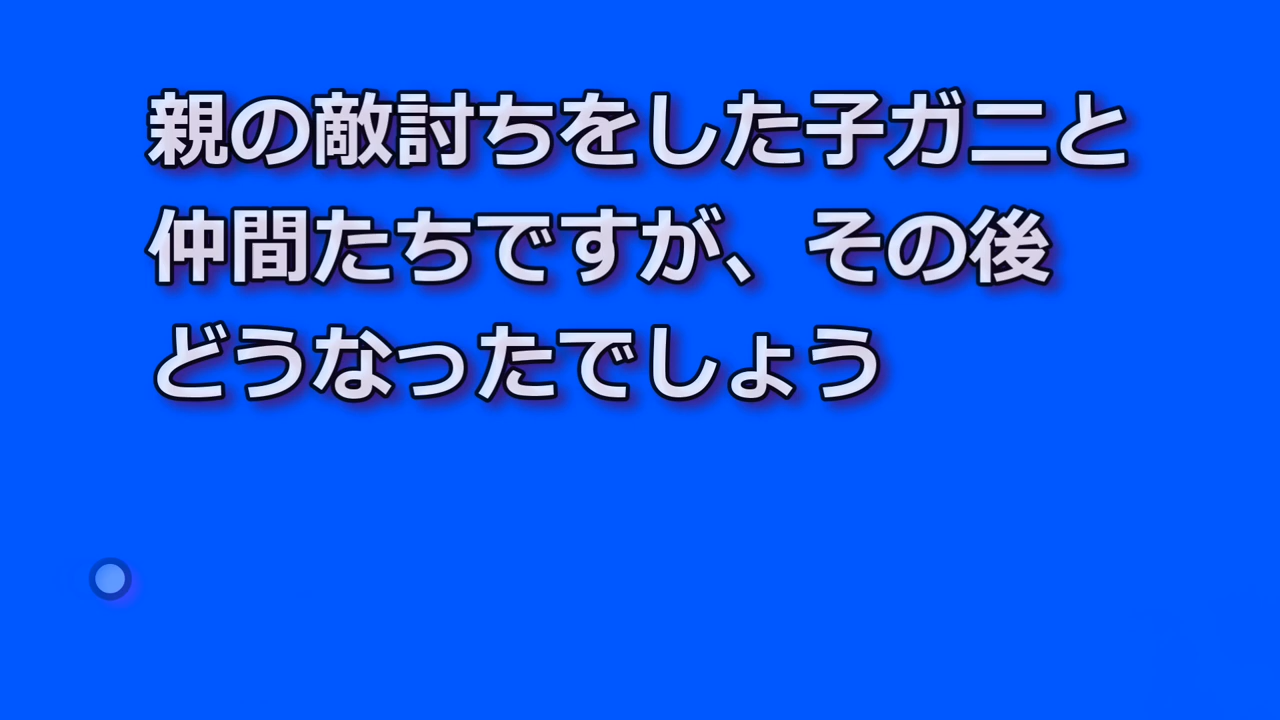 親の敵討ちをした子ガニと
仲間たちですが、その後
どうなったでしょう